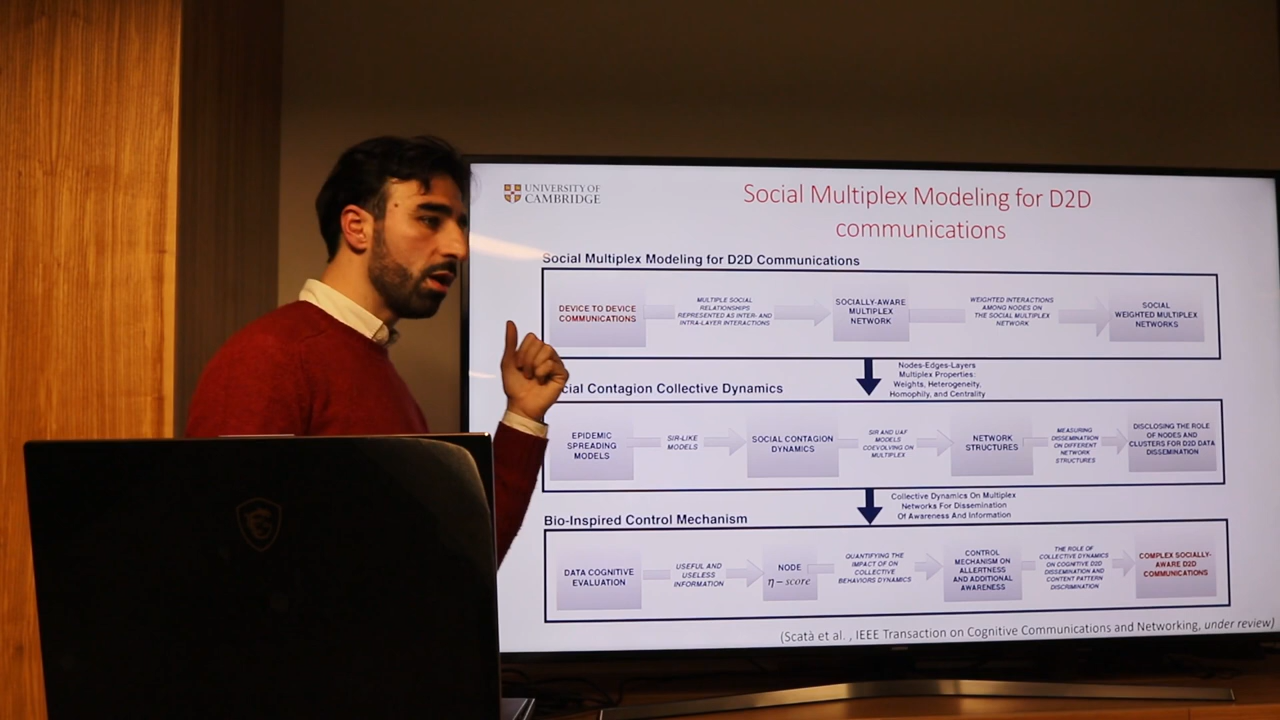 UNIVERSITY OF
CAMBRIDGE
Social Multiplex Modeling for D2D
communications
Social Multiplex Modeling for D2D Communications
DEVICE TO DEVICE
COMMUNICATIONS
MULTIPLE SOCIAL
RELATIONSHIPS
REPRESENTED AS INTER- AND
INTRA-LAYER INTERACTIONS
SOCIALLY-AWARE
MULTIPLEX
NETWORK
WEIGHTED INTERACTIONS
AMONG NODES ON
THE SOCIAL MULTIPLEX
NETWORK
SOCIAL
WEIGHTED MULTIPLEX
NETWORKS
Nodes-Edges-Layers
Multiplex Properties:
Weights, Heterogeneity,
Homophily, and Centrality
cial Contagion Collective Dynamics
EPIDEMIC
SPREADING
MODELS
SIR-LIKE
MODELS
SOCIAL CONTAGION
DYNAMICS
SIR AND UAF
MODELS
COEVOLVING ON
MULTIPLEX
NETWORK
STRUCTURES
MEASURING
DISSEMINATION
ON DIFFERENT
NETWORK
STRUCTURES
DISCLOSING THE ROLE
OF NODES AND
CLUSTERS FOR D2D DATA
DISSEMINATION
Collective Dynamics On Multiplex
Networks For Dissemination
Of Awareness And Information
Bio-Inspired Control Mechanism
DATA COGNITIVE
EVALUATION
USEFUL AND
USELESS
INFORMATION
NODE
η − score
QUANTIFYING THE
IMPACT OF ON
COLLECTIVE
BEHAVIORS DYNAMICS
CONTROL
MECHANISM ON
ALLERTNESS
AND ADDITIONAL
AWARENESS
THE ROLE OF
COLLECTIVE DYNAMICS
ON COGNITIVE D2D
DISSEMINATION AND
CONTENT PATTERN
DISCRIMINATION
COMPLEX SOCIALLY-
AWARE D2D
COMMUNICATIONS
(Scatà et al. , IEEE Transaction on Cognitive Communications and Networking, under review)